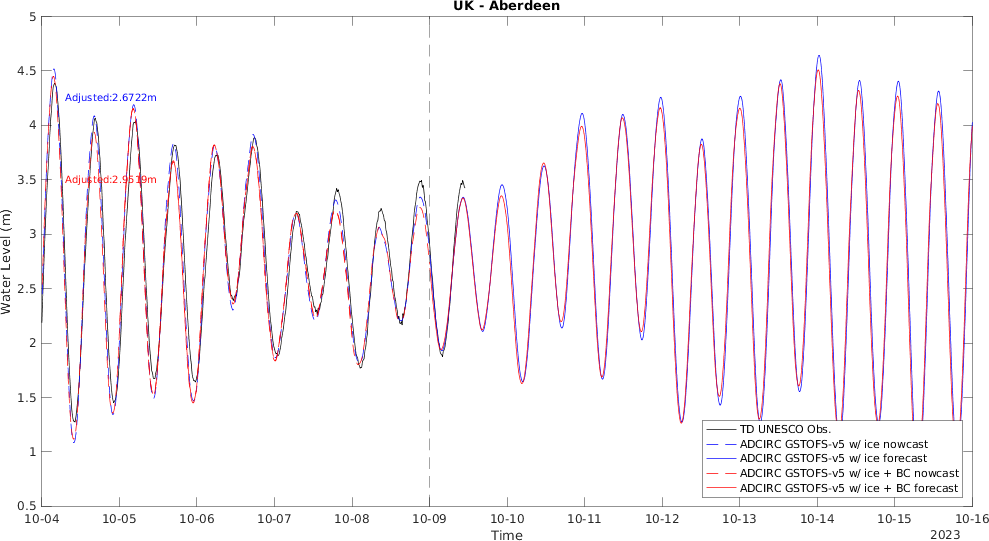 UK - Aberdeen
5
4.5
4
3.5
3
2.5
2
1.5
1
0.5
Water Level (m)
Adjusted:2.6722m
Adjusted:2.9519m
TD UNESCO Obs.
ADCIRC GSTOFS-v5 w/ ice nowcast
ADCIRC GSTOFS-v5 w/ ice forecast
ADCIRC GSTOFS-v5 w/ ice + BC nowcast
ADCIRC GSTOFS-v5 w/ ice + BC forecast
10-04 10-05 10-06 10-07 10-08 10-09 10-10 10-11 10-12 10-13 10-14 10-15 10-16
Time
2023